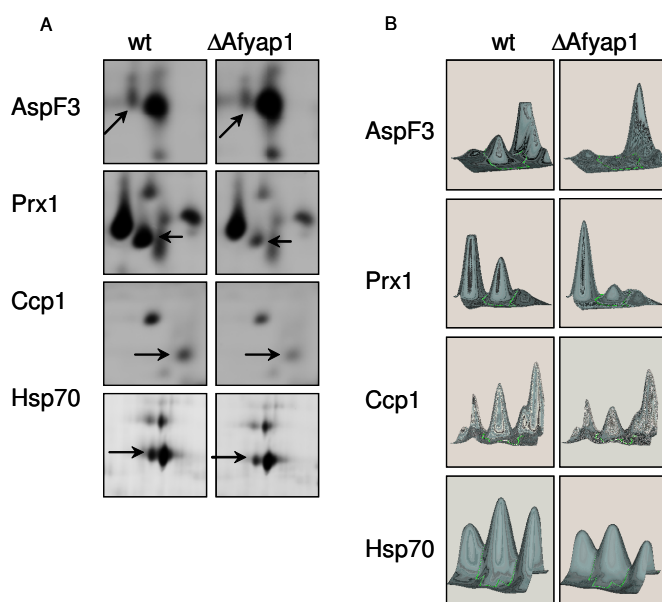 A
wt ΔAfyap1
AspF3
Prx1
Ccp1
Hsp70
B
wt ΔAfyap1
AspF3
Prx1
Ccp1
Hsp70